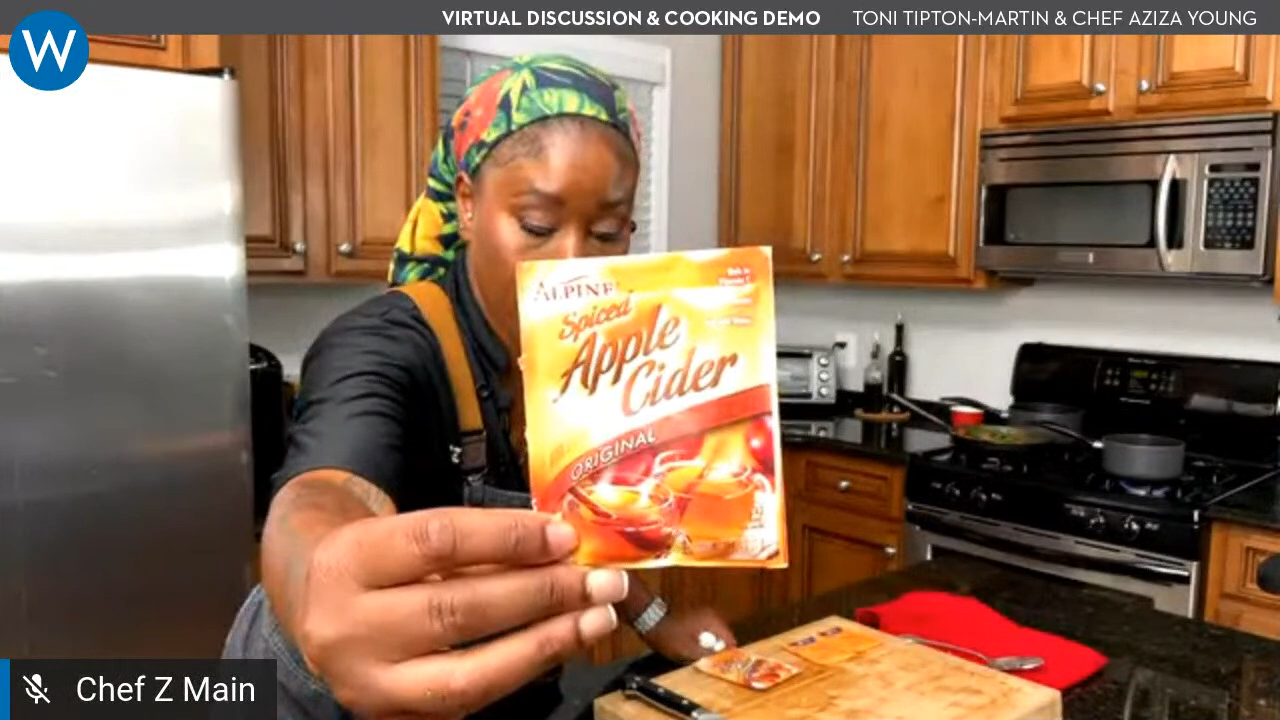 VIRTUAL DISCUSSION & COOKING DEMO TONI TIPTON-MARTIN & CHEF AZIZA YOUNG
W
ALPINE
Spiced
Apple
Cider
ORIGINAL
Chef Z Main